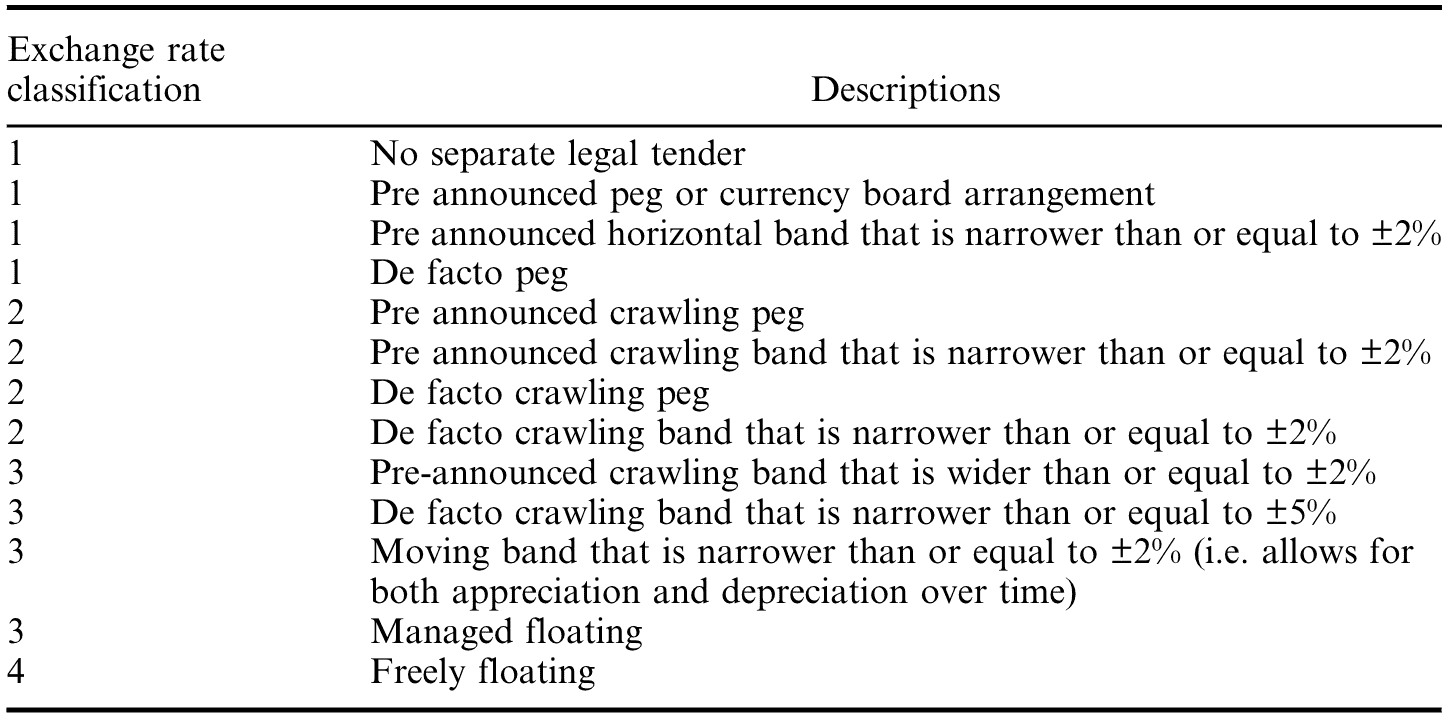 Exchange rate
classification Descriptions
1 No separate legal tender
1 Pre announced peg or currency board arrangement
1 Pre announced horizontal band that is narrower than or equal to ±2%
1 De facto peg
2 Pre announced crawling peg
2 Pre announced crawling band that is narrower than or equal to ±2%
2 De facto crawling peg
2 De facto crawling band that is narrower than or equal to ±2%
3 Pre-announced crawling band that is wider than or equal to ±2%
3 De facto crawling band that is narrower than or equal to ±5%
3 Moving band that is narrower than or equal to ±2% (i.e. allows for
both appreciation and depreciation over time)
3 Managed floating
4 Freely floating